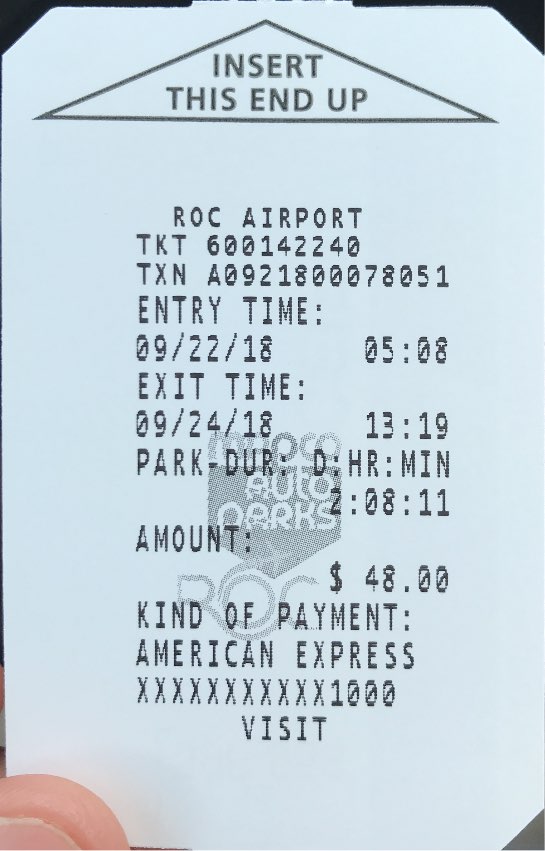 INSERT
THIS END UP
ROC AIRPORT
TKT 600142240
TXN A0921800078051
ENTRY TIME:
09/22/18 05:08
EXIT TIME:
09/24/18 13:19
PARK-DUR: D:HR:MIN
2:08:11
AMOUNT:
$ 48.00
KIND OF PAYMENT:
AMERICAN EXPRESS
XXXXXXXXXXX1000
VISIT
auto
parks
ROC